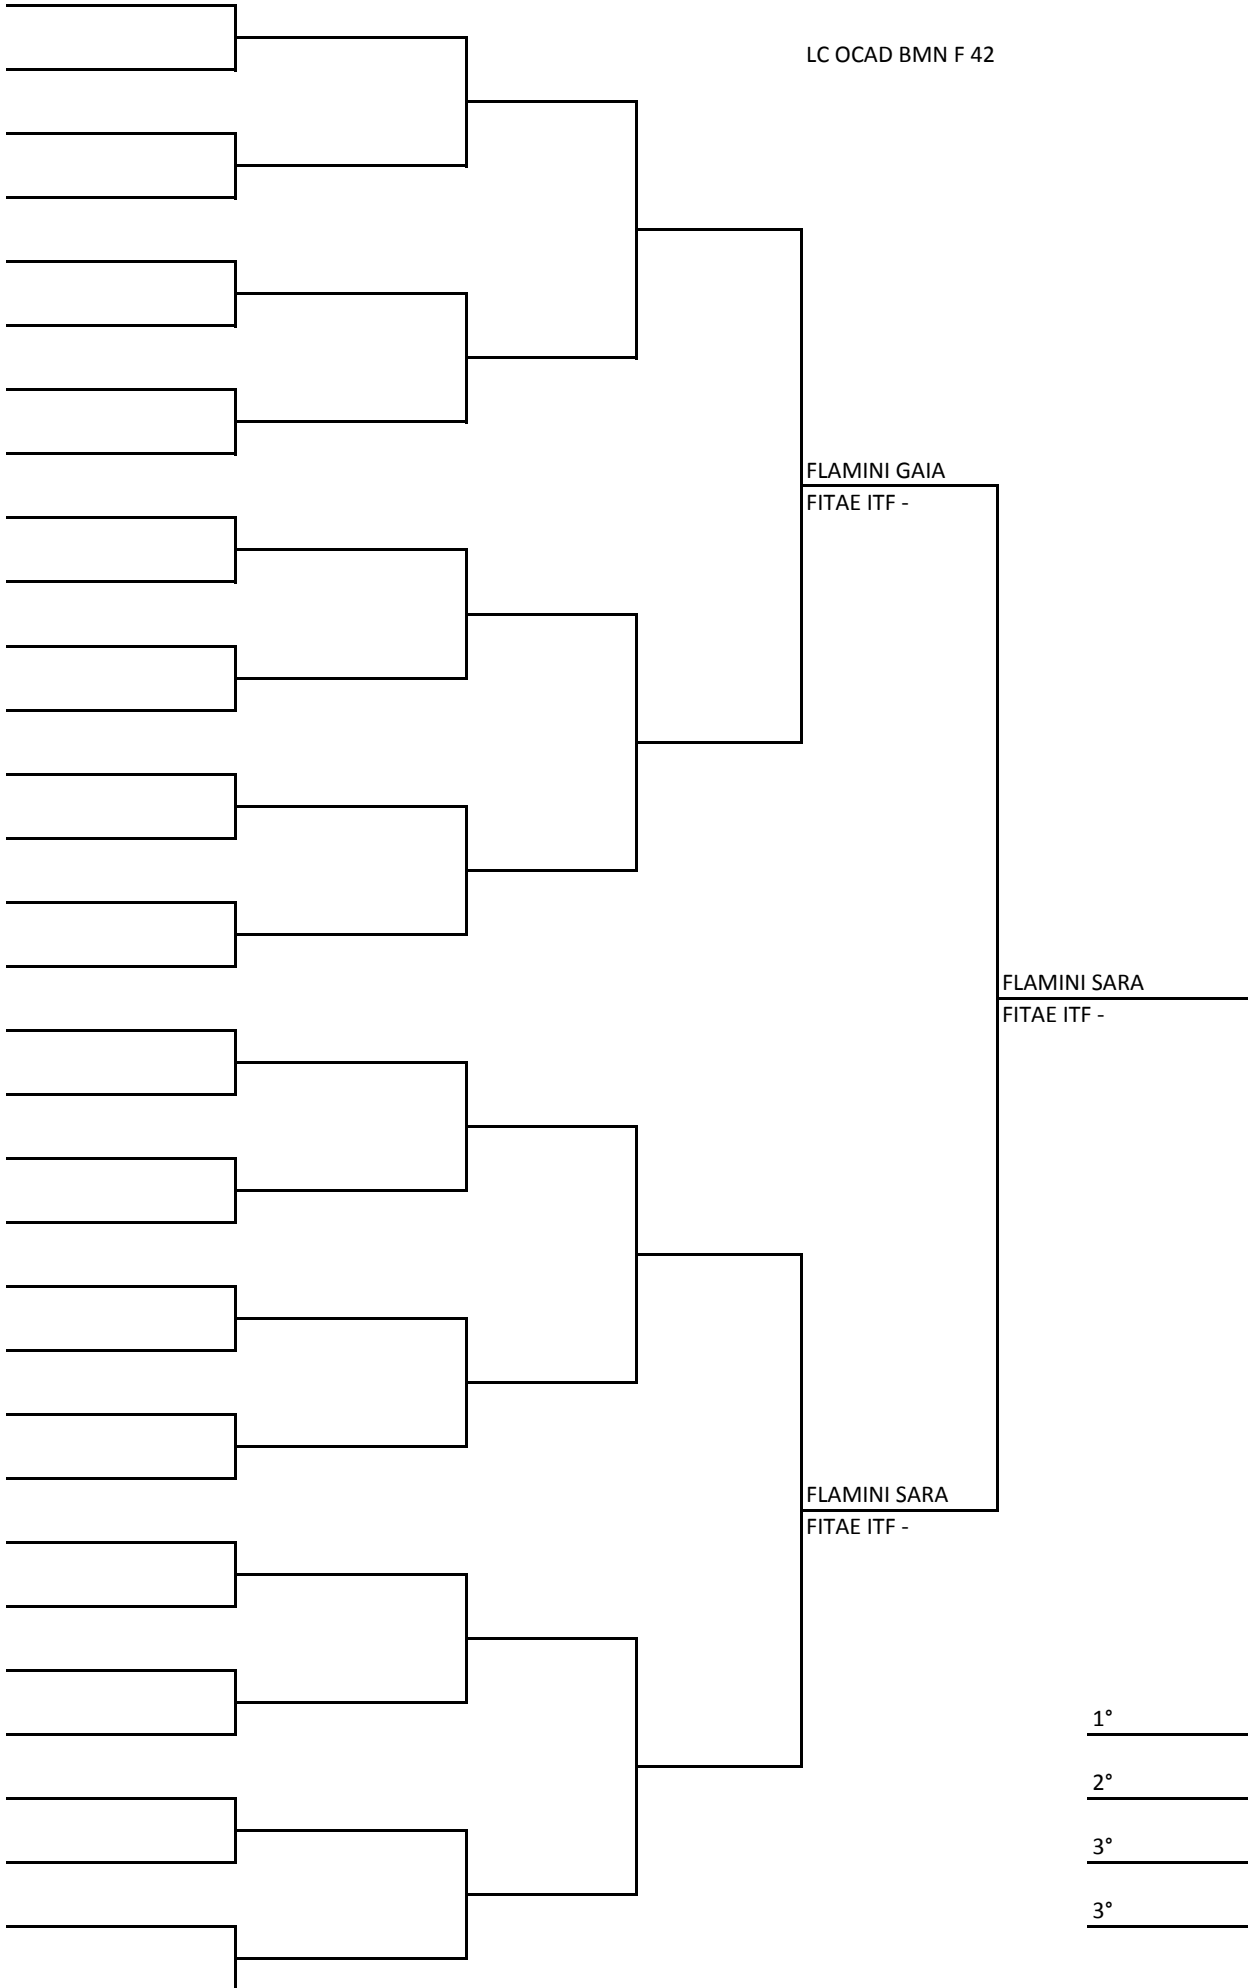 LC OCAD BMN F 42
FLAMINI GAIA
FITAE ITF -
FLAMINI SARA
FITAE ITF -
FLAMINI SARA
FITAE ITF -
1°
2°
3°
3°